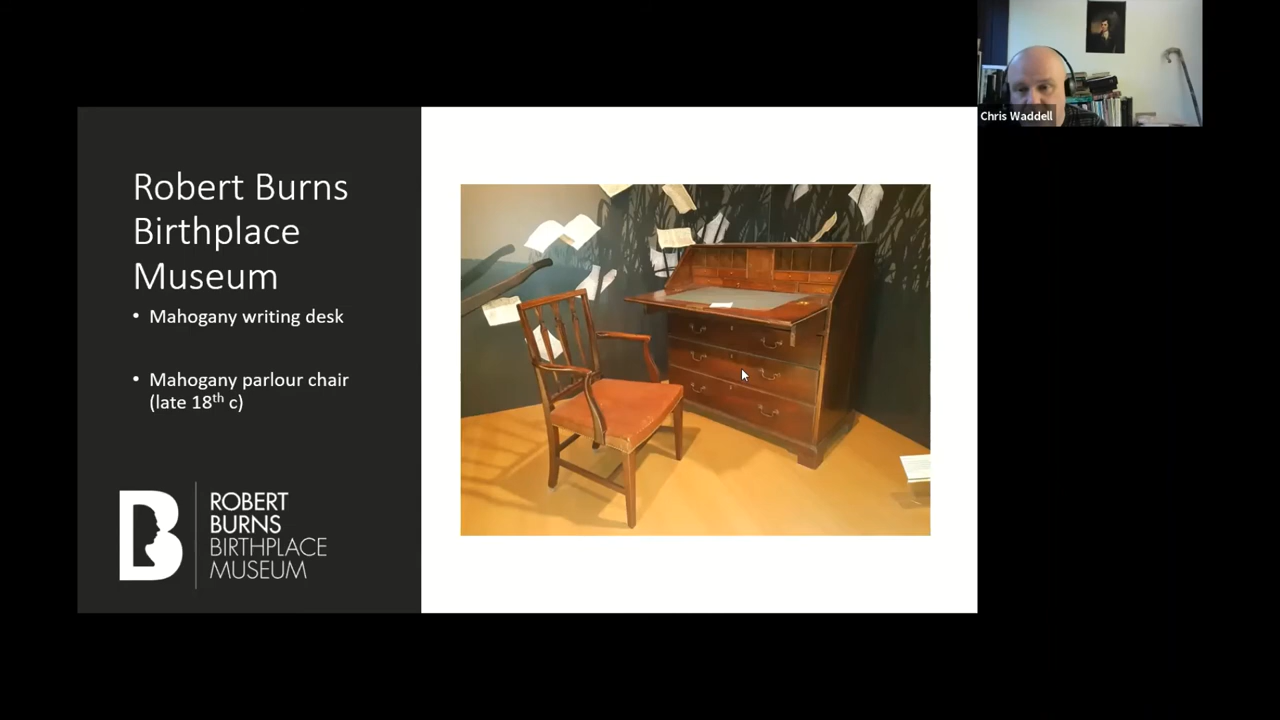 Chris Waddell
Robert Burns
Birthplace
Museum
• Mahogany writing desk
• Mahogany parlour chair
(late 18th c)
ROBERT
BURNS
BIRTHPLACE
MUSEUM